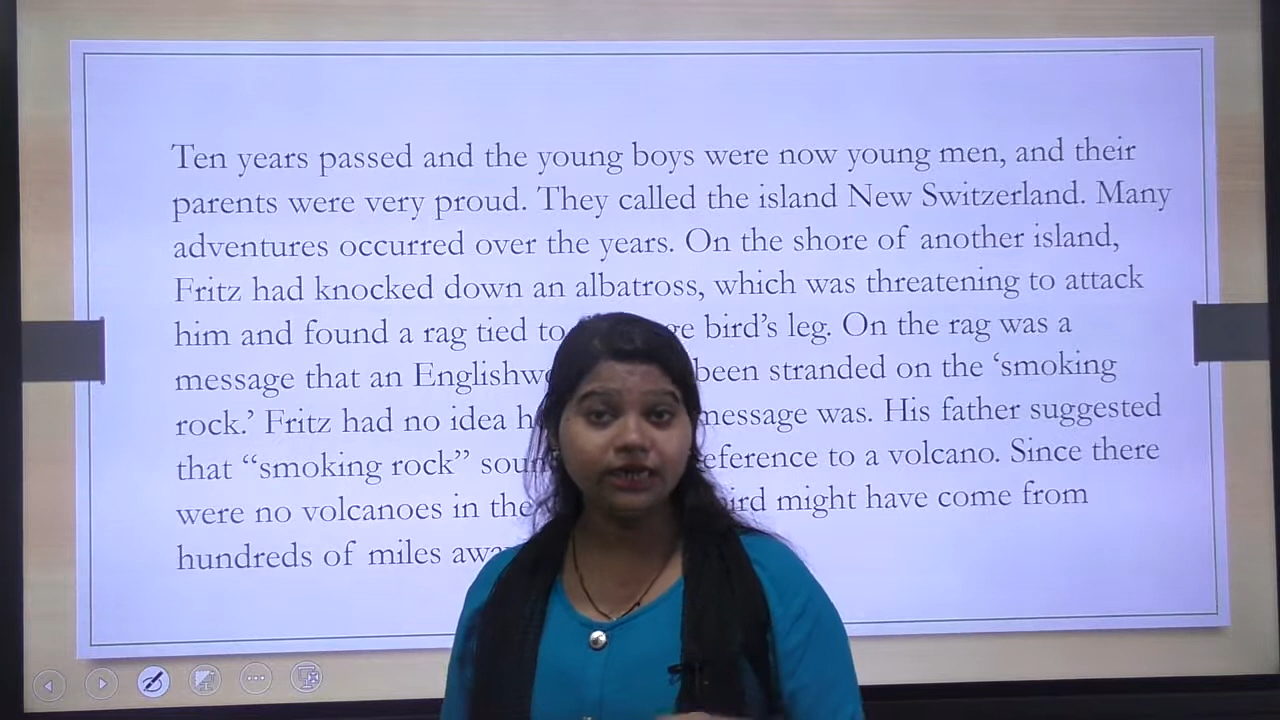 Ten years passed and the young boys were now young men, and their
parents were very proud. They called the island New Switzerland. Many
adventures occurred over the years. On the shore of another island,
Fritz had knocked down an albatross, which was threatening to attack
him and found a rag tied to bird’s leg. On the rag was a
message that an been stranded on the ‘smoking
rock.’ Fritz had no idea message was. His father suggested
that “smoking rock” to a volcano. Since there
were no volcanoes in the might have come from
hundreds of miles